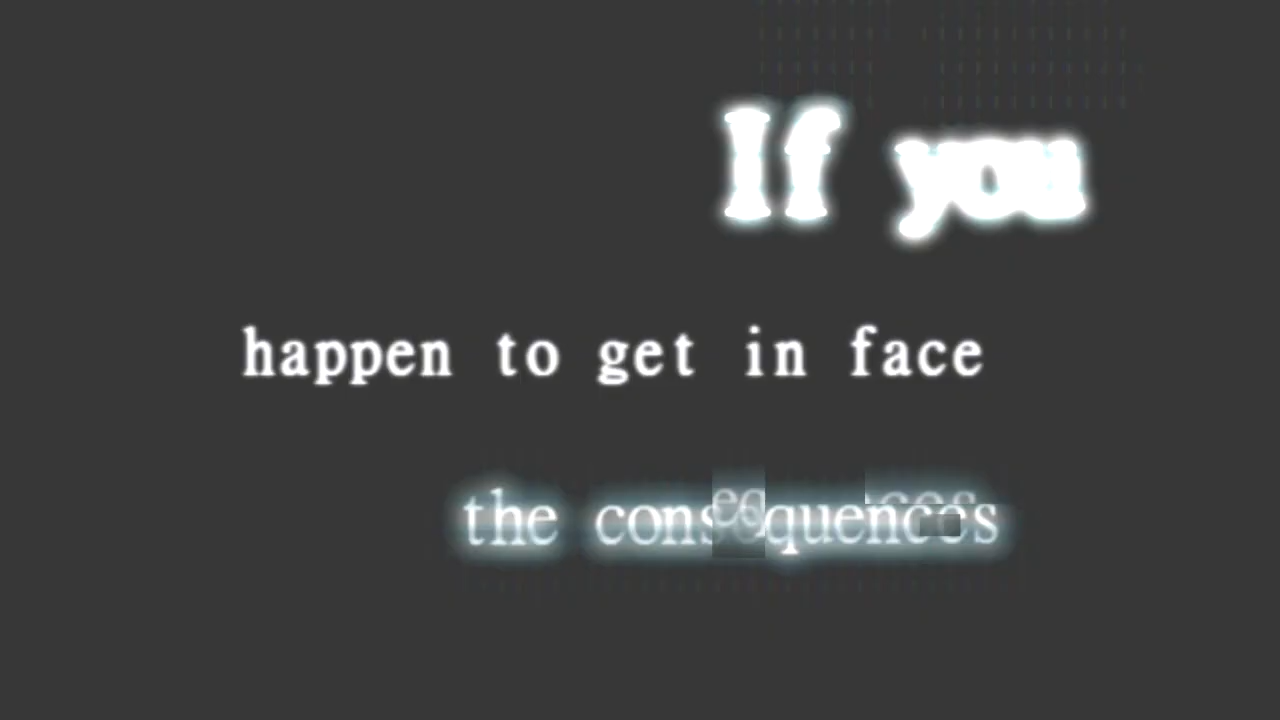 If you
happen to get in face
the consequences